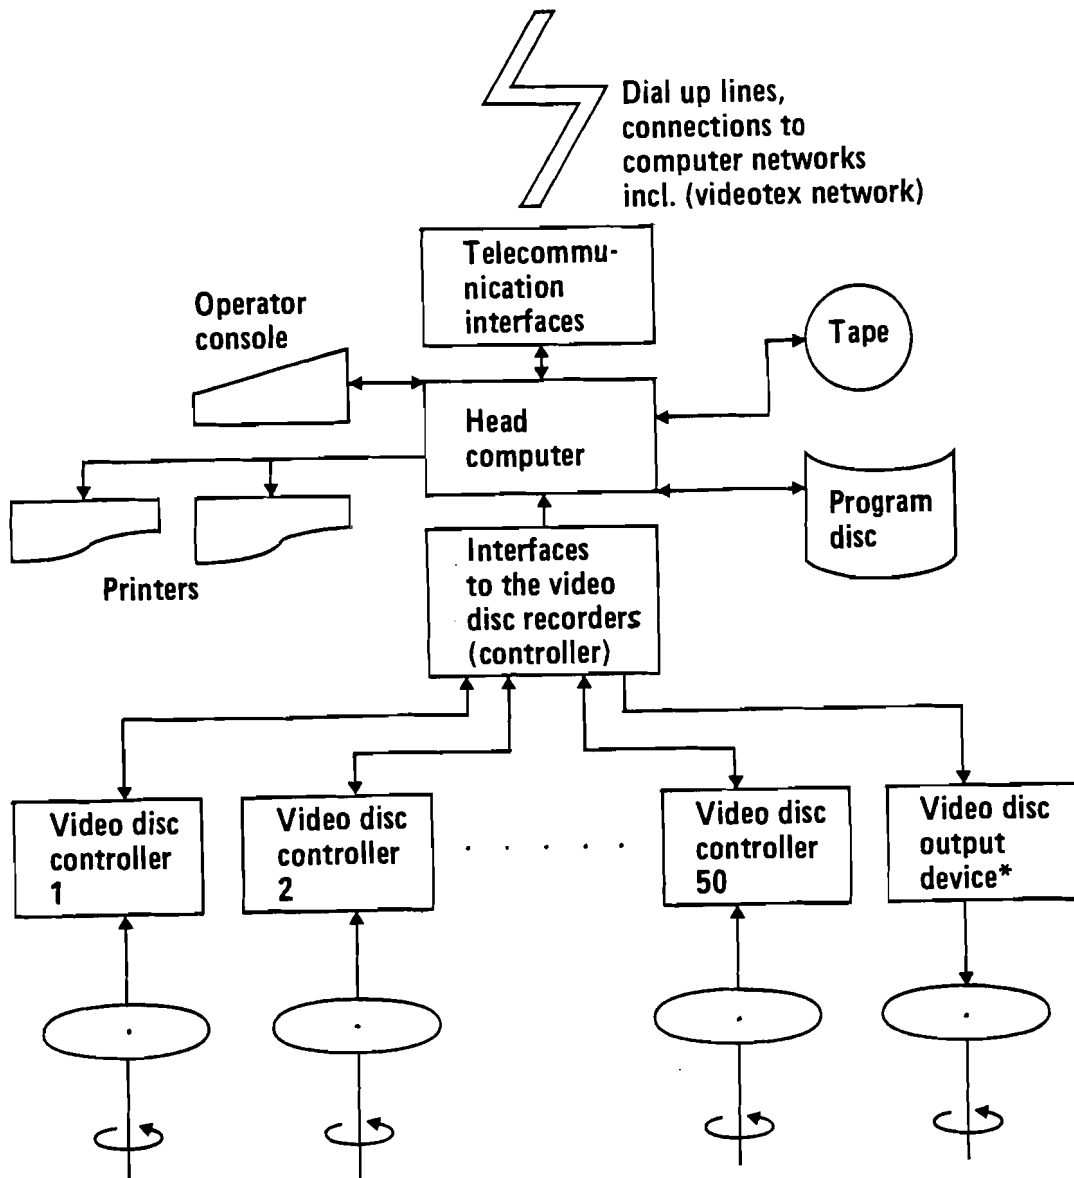 Dial up lines,
connections to
computer networks
incl. (videotex network)
Telecommu-
nication
interfaces
Operator
console
Tape
Head
computer
Program
disc
Printers
Interfaces
to the video
disc recorders
(controller)
Video disc
controller
1
Video disc
controller
2
. . . . .
Video disc
controller
50
Video disc
output
device*